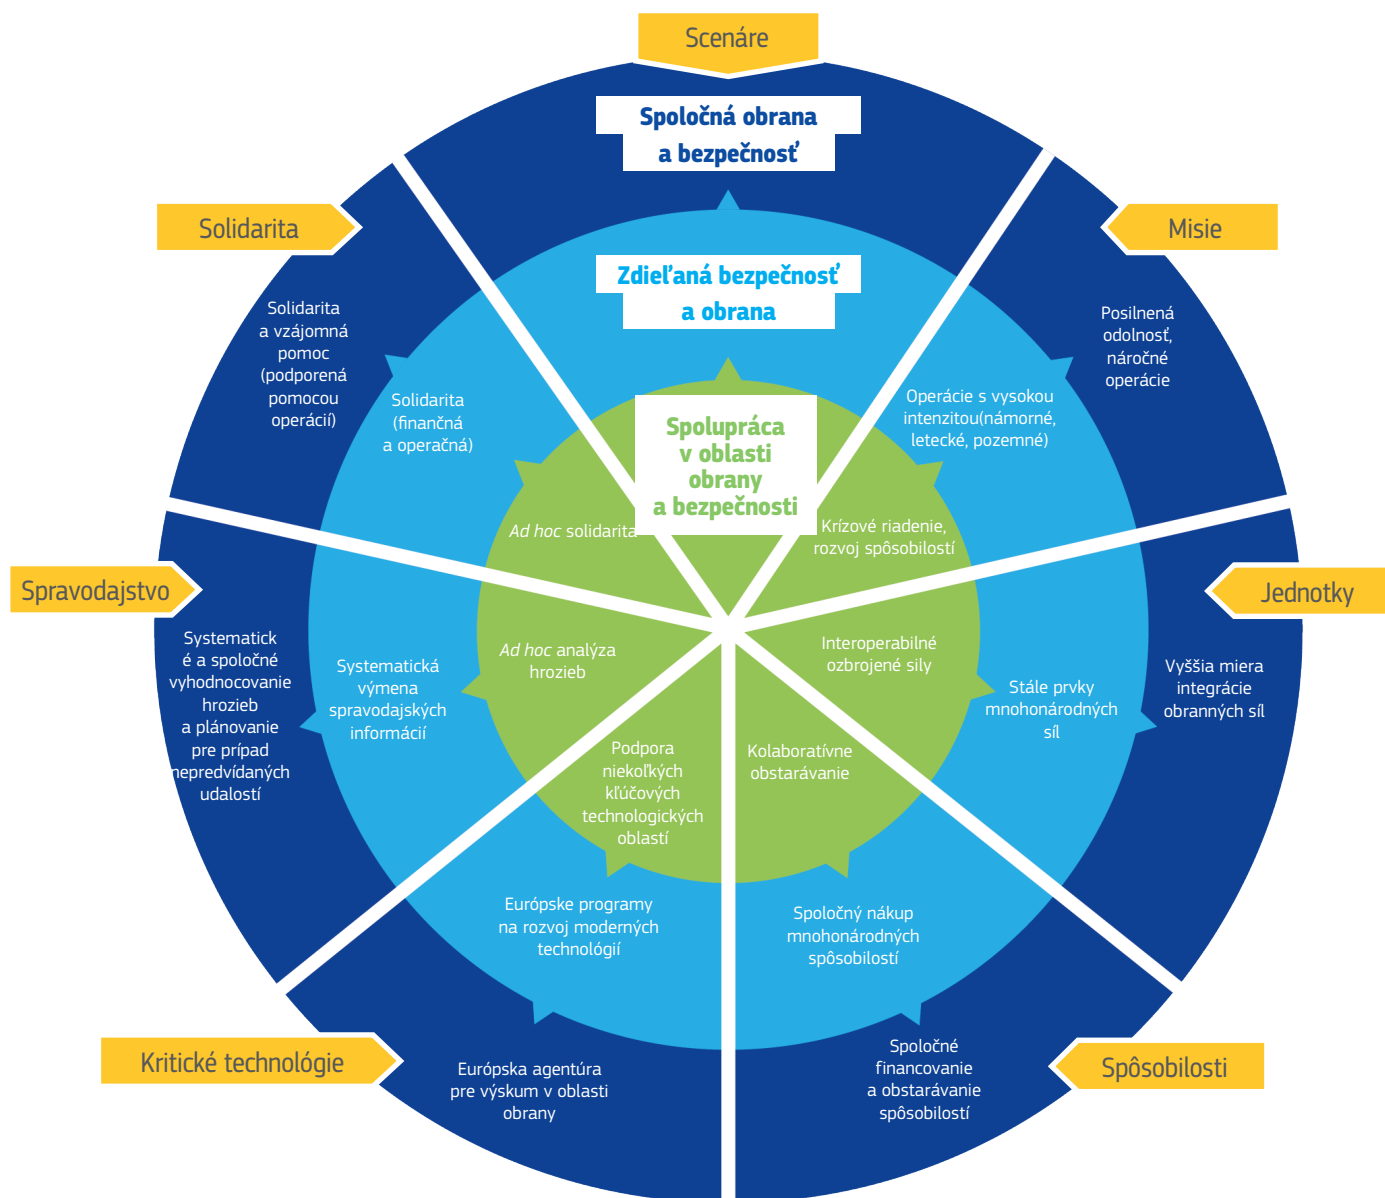 Scenáre
Spoločná obrana
a bezpečnosť
Zdieľaná bezpečnosť
a obrana
Spolupráca
v oblasti
obrany
a bezpečnosti
Misie
Posilnená
odolnosť,
náročné
operácie
Operácie s vysokou
intenzitou(námorné,
letecké, pozemné)
Krízové riadenie,
rozvoj spôsobilostí
Jednotky
Vyššia miera
integrácie
obranných síl
Stále prvky
mnohonárodných
síl
Interoperabilné
ozbrojené sily
Spôsobilosti
Spoločné
financovanie
a obstarávanie
spôsobilostí
Spoločný nákup
mnohonárodných
spôsobilostí
Kolaboratívne
obstarávanie
Kritické technológie
Európska agentúra
pre výskum v oblasti
obrany
Európske programy
na rozvoj moderných
technológií
Podpora
niekoľkých
kľúčových
technologických
oblastí
Spravodajstvo
Systematick
é a spoločné
vyhodnocovanie
hrozieb
a plánovanie
pre prípad
nepredvídaných
udalostí
Systematická
výmena
spravodajských
informácií
Ad hoc analýza
hrozieb
Solidarita
Solidarita
a vzájomná
pomoc
(podporená
pomocou
operácií)
Solidarita
(finančná
a operačná)
Ad hoc solidarita